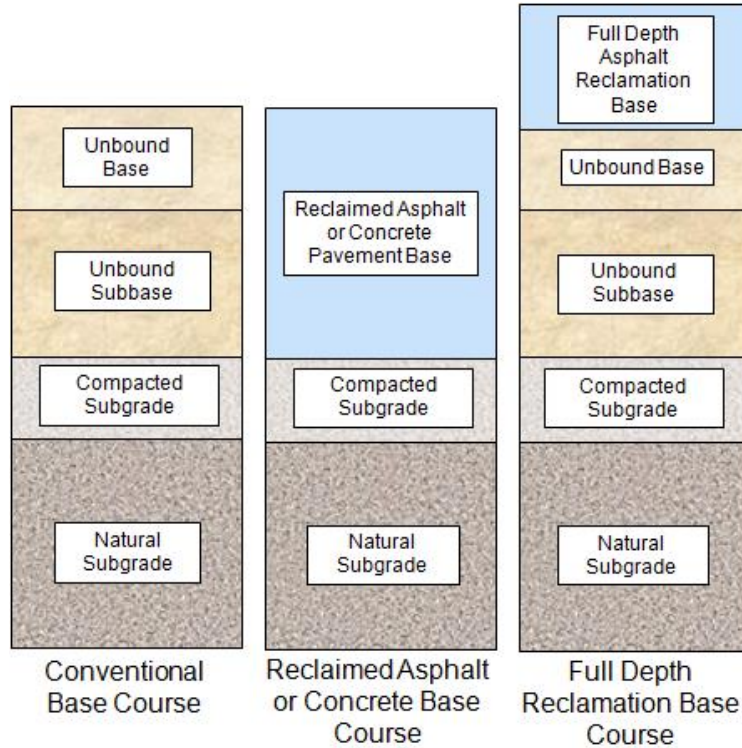 Unbound
Base
Unbound
Subbase
Compacted
Subgrade
Natural
Subgrade
Conventional
Base Course
Reclaimed Asphalt
or Concrete
Pavement Base
Compacted
Subgrade
Natural
Subgrade
Reclaimed Asphalt
or Concrete Base
Course
Full Depth
Asphalt
Reclamation
Base
Unbound Base
Unbound
Subbase
Compacted
Subgrade
Natural
Subgrade
Full Depth
Reclamation Base
Course